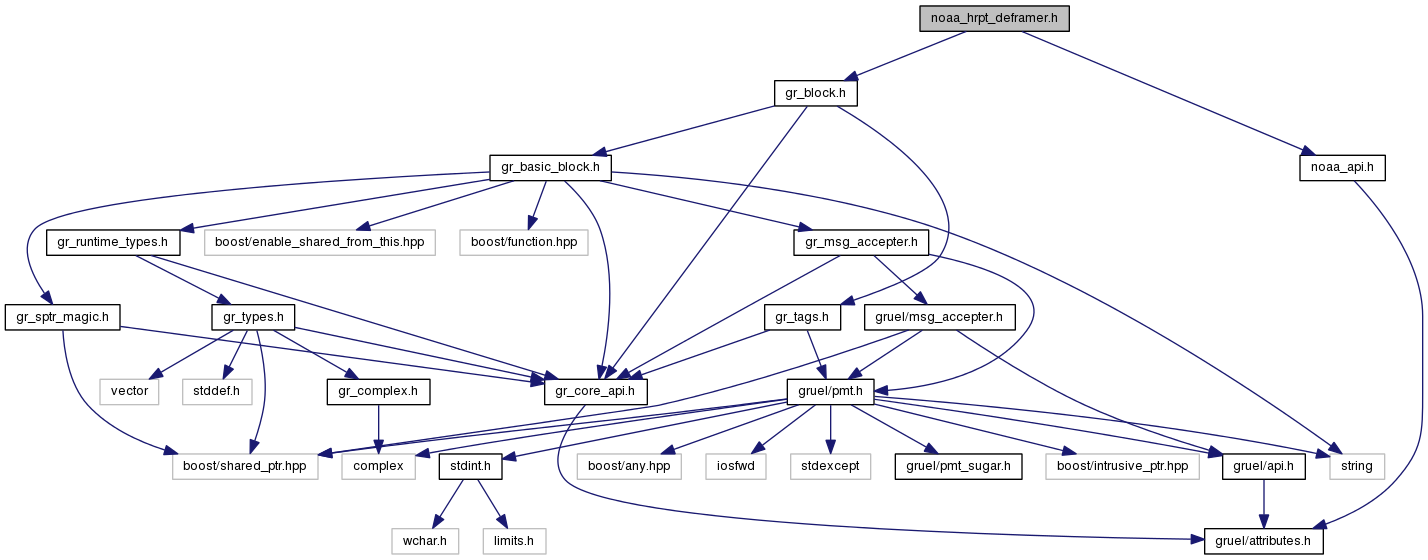 noaa_hrpt_deframer.h
gr_block.h
gr_basic_block.h
noaa_api.h
gr_runtime_types.h
boost/enable_shared_from_this.hpp
boost/function.hpp
gr_msg_accepter.h
gr_sptr_magic.h
gr_types.h
gr_tags.h
gruel/msg_accepter.h
vector
stddef.h
gr_complex.h
gr_core_api.h
gruel/pmt.h
boost/shared_ptr.hpp
complex
stdint.h
boost/any.hpp
iosfwd
stdexcept
gruel/pmt_sugar.h
boost/intrusive_ptr.hpp
gruel/api.h
string
wchar.h
limits.h
gruel/attributes.h